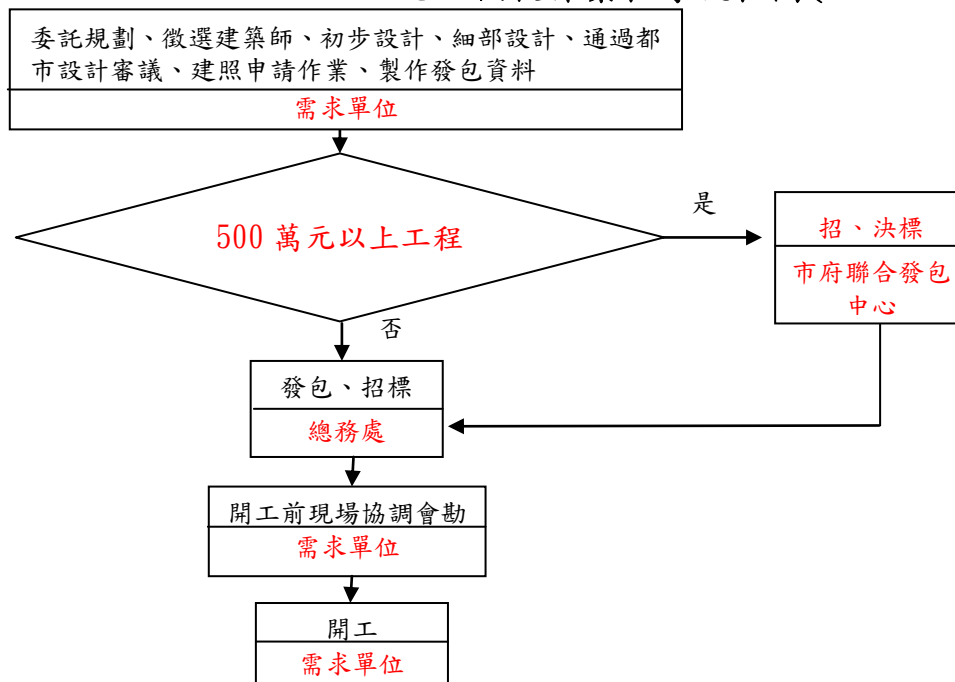 委託規劃、徵選建築師、初步設計、細部設計、通過都
市設計審議、建照申請作業、製作發包資料
需求單位
500 萬元以上工程
是
招、決標
市府聯合發包
中心
否
發包、招標
總務處
開工前現場協調會勘
需求單位
開工
需求單位